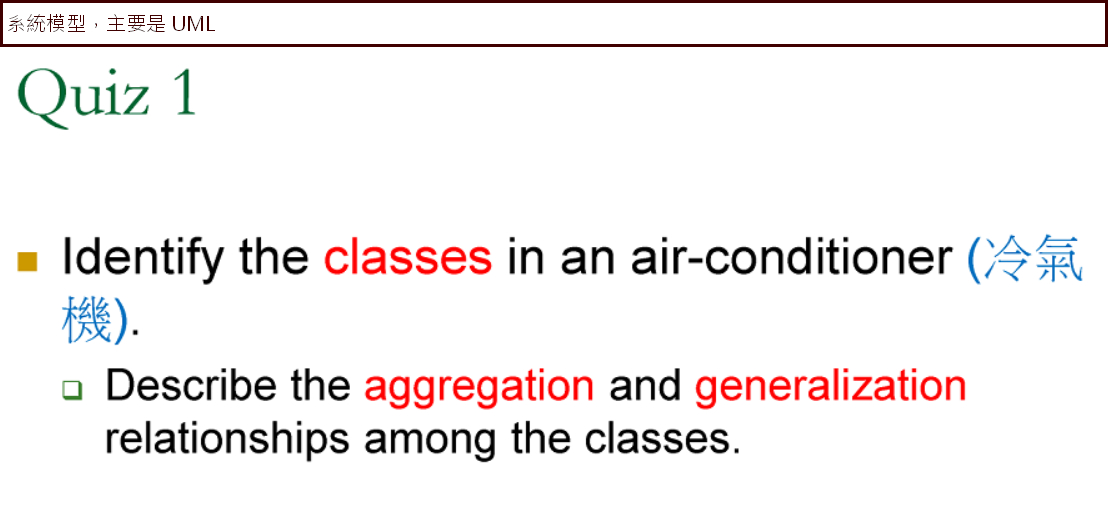 系統模型，主要是 UML
Quiz 1
Identify the classes in an air-conditioner (冷氣
機).
Describe the aggregation and generalization
relationships among the classes.